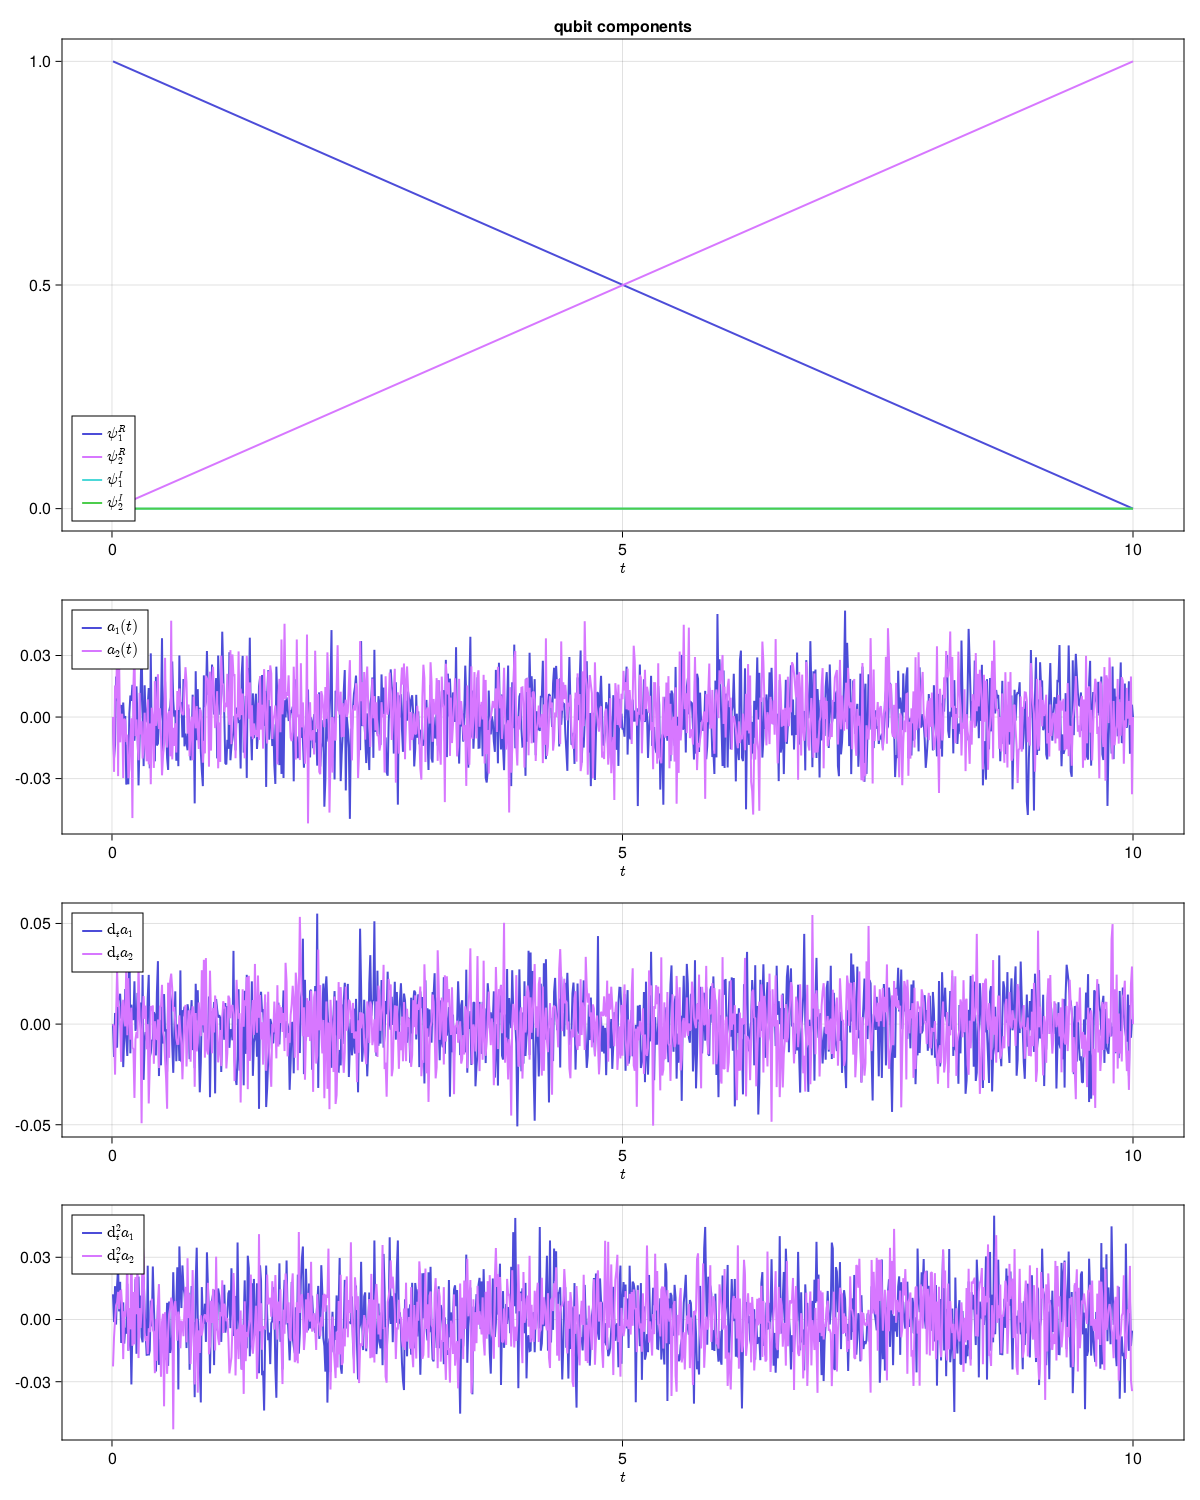 qubit components
1.0
0.5
0.0
ψ₁ᴿ
ψ₂ᴿ
ψ₁ᴵ
ψ₂ᴵ
0 5 10
t
a₁(t)
a₂(t)
0.03
0.00
-0.03
0 5 10
t
dₜa₁
dₜa₂
0.05
0.00
-0.05
0 5 10
t
dₜ²a₁
dₜ²a₂
0.03
0.00
-0.03
0 5 10
t